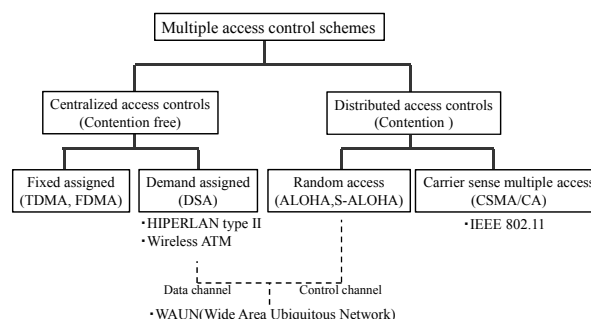 Multiple access control schemes
Centralized access controls
(Contention free)
Distributed access controls
(Contention )
Fixed assigned
(TDMA, FDMA)
Demand assigned
(DSA)
Random access
(ALOHA,S-ALOHA)
Carrier sense multiple access
(CSMA/CA)
・HIPERLAN type II
・Wireless ATM
・IEEE 802.11
Data channel
Control channel
・WAUN(Wide Area Ubiquitous Network)